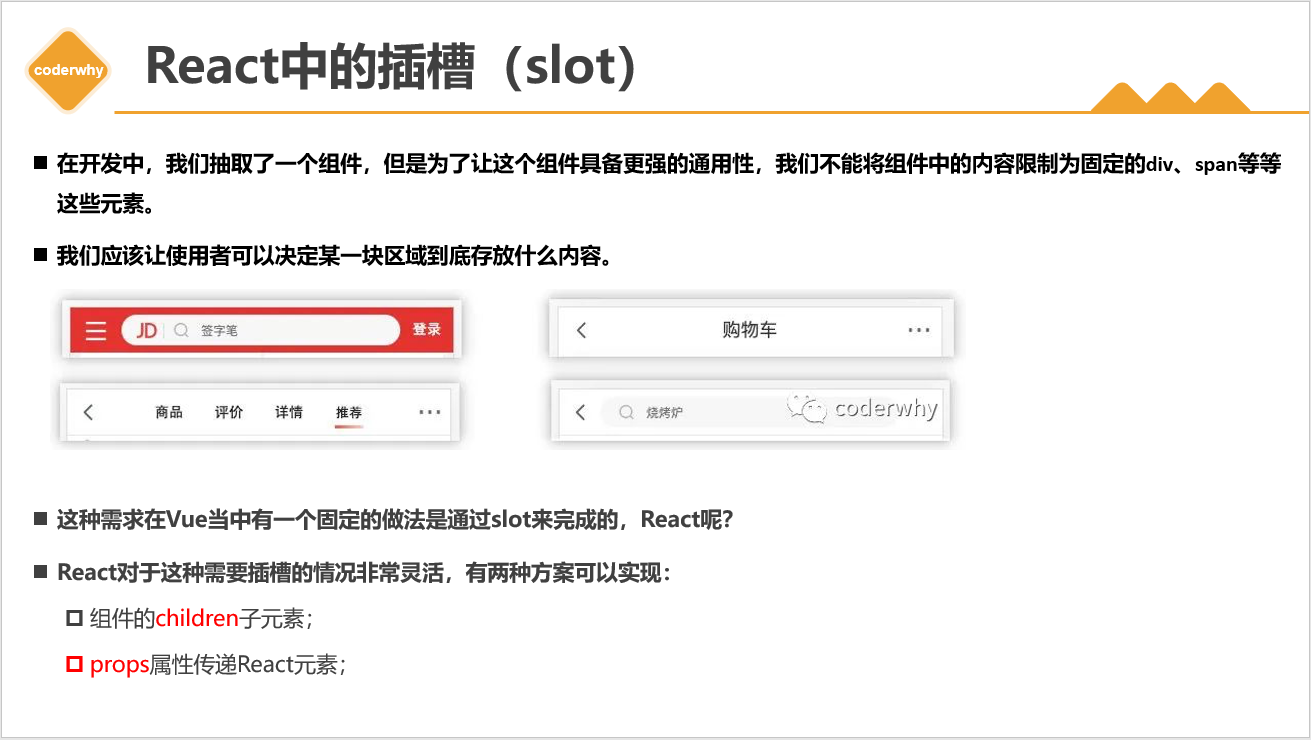 coderwhy
React中的插槽（slot）
在开发中，我们抽取了一个组件，但是为了让这个组件具备更强的通用性，我们不能将组件中的内容限制为固定的div、span等等
这些元素。
我们应该让使用者可以决定某一块区域到底存放什么内容。
JD 签字笔 登录
购物车
商品 评价 详情 推荐
烧烤炉 coderwhy
这种需求在Vue当中有一个固定的做法是通过slot来完成的，React呢？
React对于这种需要插槽的情况非常灵活，有两种方案可以实现：
组件的children子元素；
props属性传递React元素；